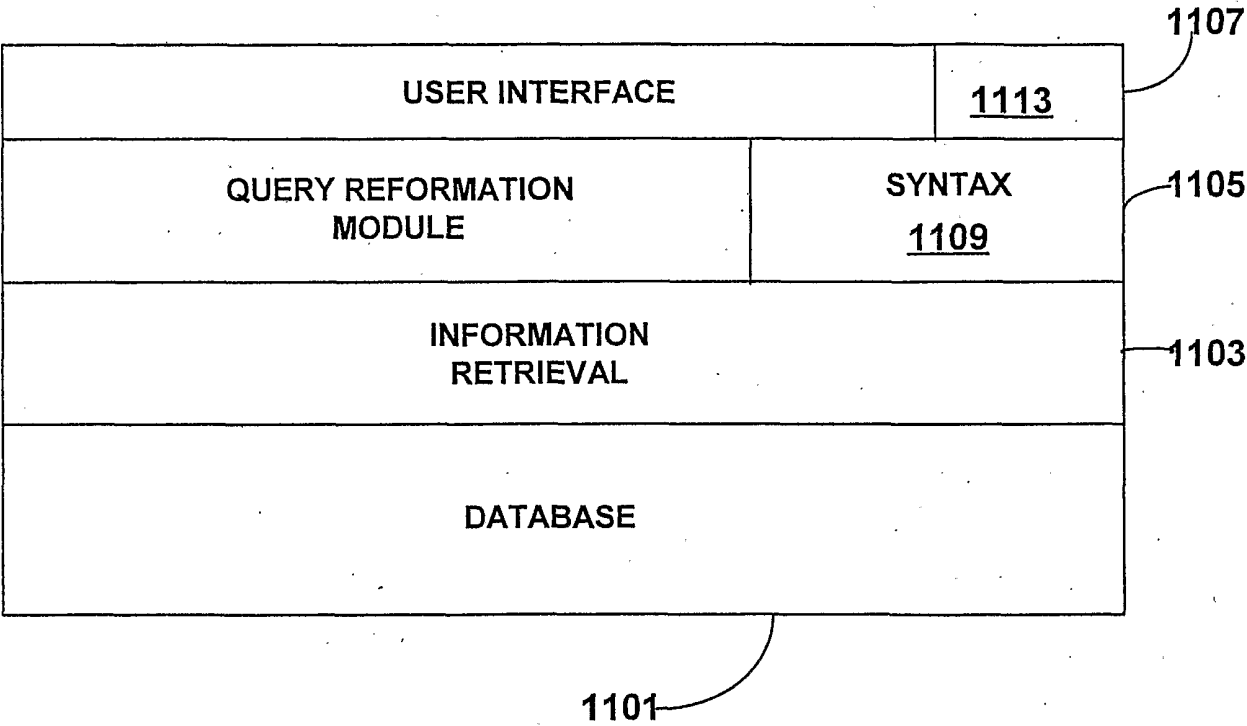 1107
USER INTERFACE
1113
QUERY REFORMATION
MODULE
SYNTAX
1109
1105
INFORMATION
RETRIEVAL
1103
DATABASE
1101